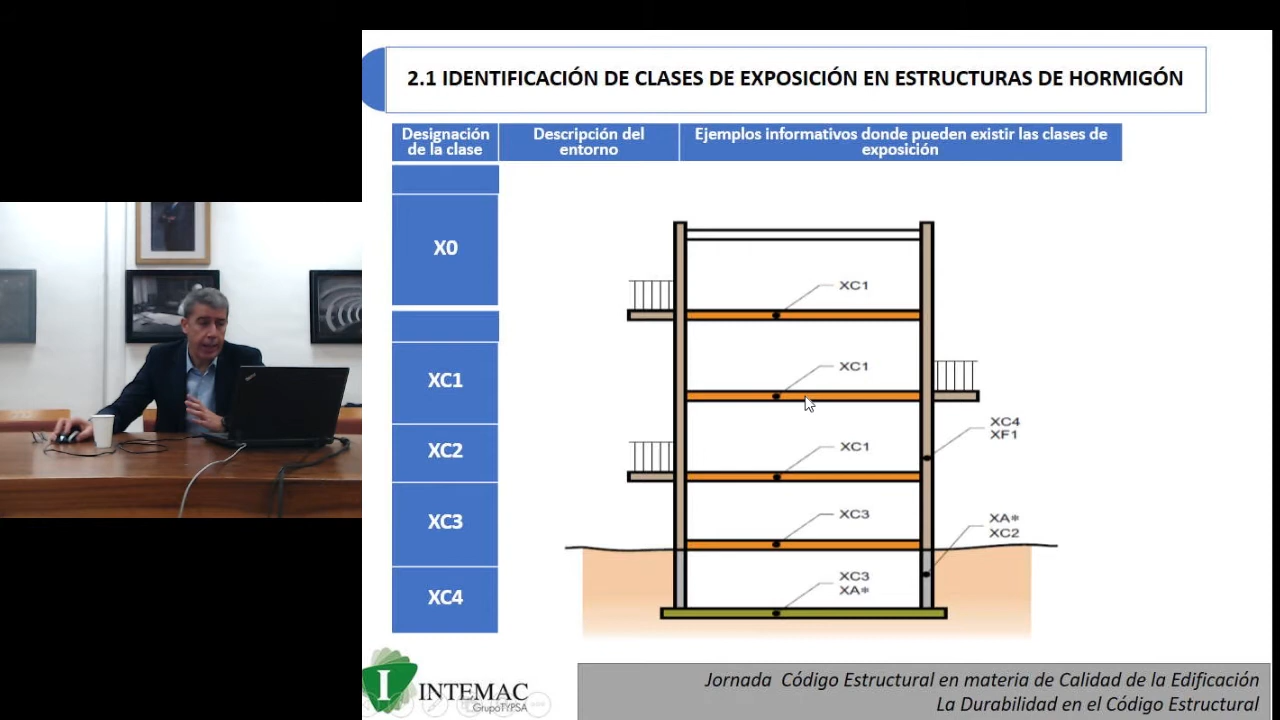 2.1 IDENTIFICACIÓN DE CLASES DE EXPOSICIÓN EN ESTRUCTURAS DE HORMIGÓN
Designación
de la clase
Descripción del
entorno
Ejemplos informativos donde pueden existir las clases de
exposición
X0
XC1
XC2
XC3
XC4
XC1
XC1
XC4
XF1
XC1
XC3
XA*
XC2
XC3
XA*
INTEMAC
GrupoTYPSA
Jornada Código Estructural en materia de Calidad de la Edificación
La Durabilidad en el Código Estructural